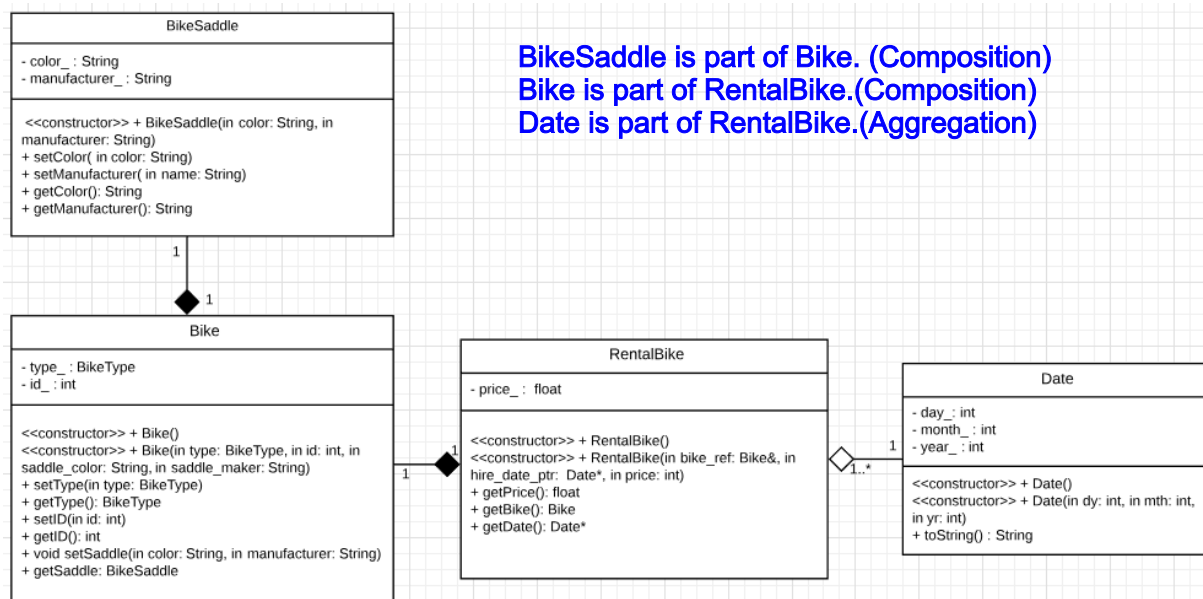 BikeSaddle
- color_ : String
- manufacturer_ : String
<<constructor>> + BikeSaddle(in color: String, in
manufacturer: String)
+ setColor( in color: String)
+ setManufacturer( in name: String)
+ getColor(): String
+ getManufacturer(): String
BikeSaddle is part of Bike. (Composition)
Bike is part of RentalBike.(Composition)
Date is part of RentalBike.(Aggregation)
1
1
Bike
- type_ : BikeType
- id_ : int
<<constructor>> + Bike()
<<constructor>> + Bike(in type: BikeType, in id: int, in
saddle_color: String, in saddle_maker: String)
+ setType(in type: BikeType)
+ getType(): BikeType
+ setID(in id: int)
+ getID(): int
+ void setSaddle(in color: String, in manufacturer: String)
+ getSaddle: BikeSaddle
1
1
RentalBike
- price_ : float
<<constructor>> + RentalBike()
<<constructor>> + RentalBike(in bike_ref: Bike&, in
hire_date_ptr: Date*, in price: int)
+ getPrice(): float
+ getBike(): Bike
+ getDate(): Date*
1..*
1
Date
- day_: int
- month_ : int
- year_ : int
<<constructor>> + Date()
<<constructor>> + Date(in dy: int, in mth: int,
in yr: int)
+ toString() : String